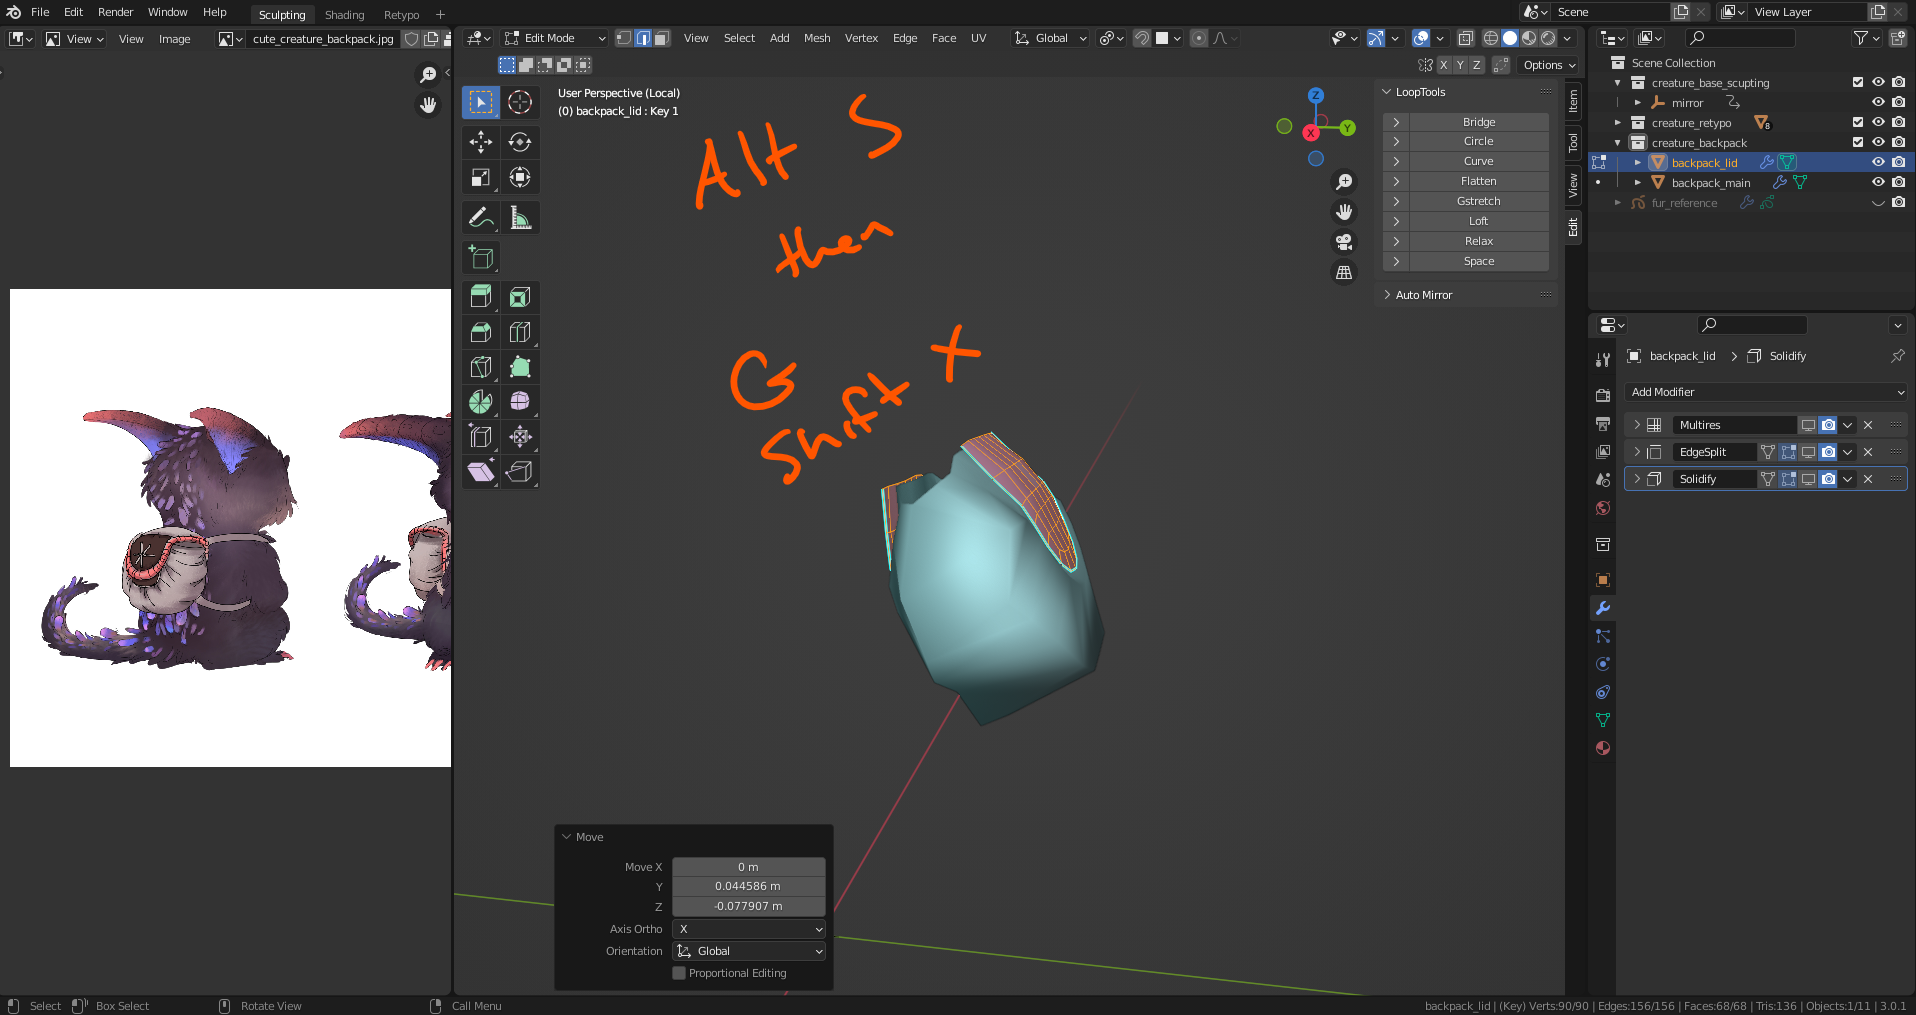 File Edit Render Window Help Sculpting Shading Retypo + Scene View Layer
View View Image cute_creature_backpack.jpg
Edit Mode View Select Add Mesh Vertex Edge Face UV Global
X Y Z Options
User Perspective (Local)
(0) backpack_lid : Key 1
Alt S
then
G Shift X
Z
Y
X
LoopTools
Bridge
Circle
Curve
Flatten
Gstretch
Loft
Relax
Space
Auto Mirror
Item
Tool
View
Edit
Scene Collection
creature_base_scupting
mirror
creature_retypo 8
creature_backpack
backpack_lid
backpack_main
fur_reference
backpack_lid > Solidify
Add Modifier
Multires
EdgeSplit
Solidify
Move
Move X 0 m
Y 0.044586 m
Z -0.077907 m
Axis Ortho X
Orientation Global
Proportional Editing
Select Box Select Rotate View Call Menu
backpack_lid | (Key) Verts:90/90 | Edges:156/156 | Faces:68/68 | Tris:136 | Objects:1/11 | 3.0.1